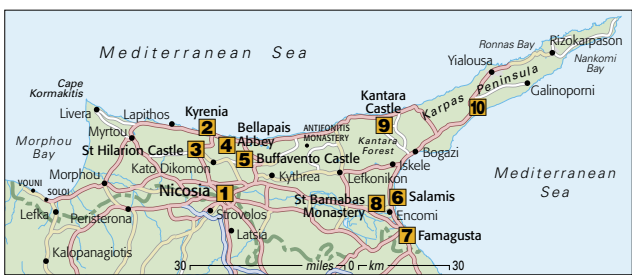 Mediterranean Sea
Ronnas Bay
Rizokarpason
Yialousa
Nankomi
Bay
Cape
Kormakitis
Kantara
Castle
Karpas Peninsula
Galinoporni
Livera
Lapithos
Kyrenia
9
10
Myrtou
2
Bellapais
Abbey
ANTIFONITIS
MONASTERY
Kantara
Forest
Morphou
Bay
St Hilarion Castle
3
4
Bogazi
Kato Dikomon
5
Buffavento Castle
Iskele
Mediterranean
Sea
Morphou
Kythrea
Lefkonikon
VOUNI
SOLOI
Nicosia
1
St Barnabas
Monastery
8
6
Salamis
Lefka
Peristerona
Strovolos
Encomi
Latsia
7
Famagusta
Kalopanagiotis
30
miles
0
km
30